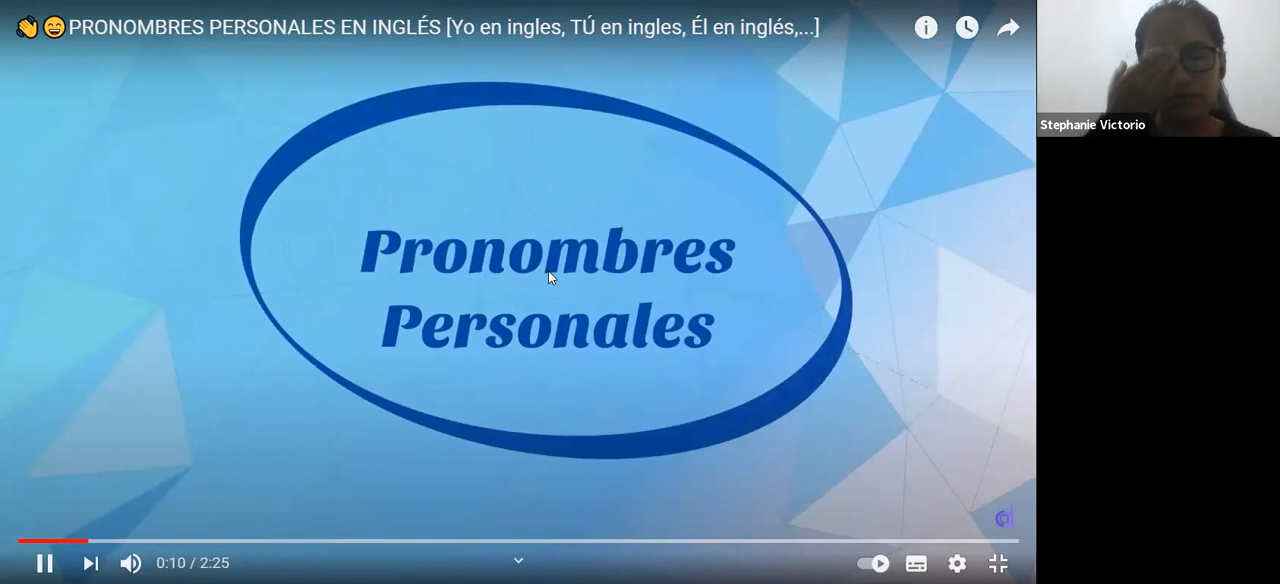 👋😄PRONOMBRES PERSONALES EN INGLÉS [Yo en ingles, TÚ en ingles, Él en inglés,...]
Stephanie Victorio
Pronombres
Personales
0:10 / 2:25